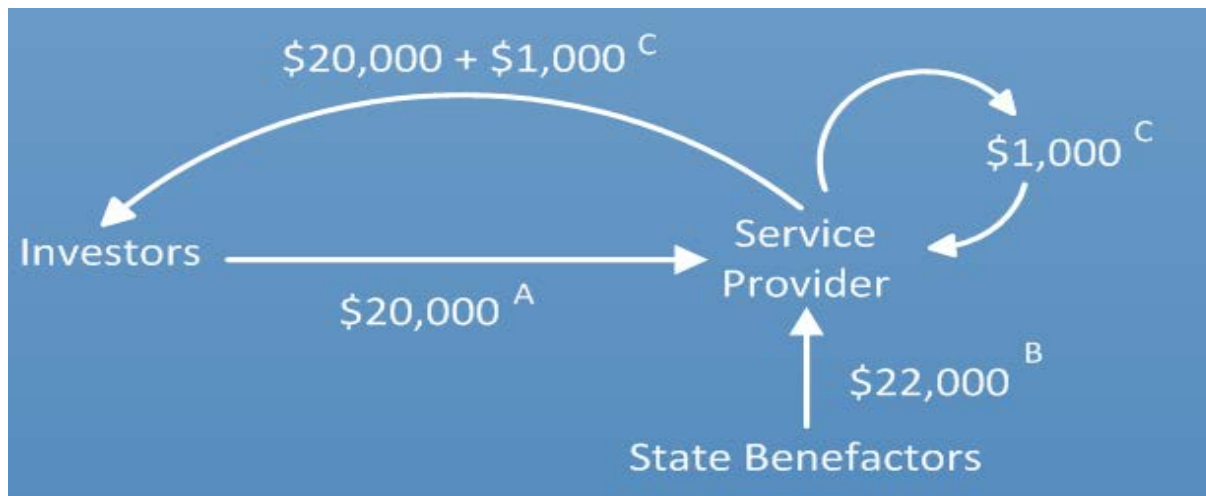 $20,000 + $1,000 C
$1,000 C
Investors
Service
Provider
$20,000 A
$22,000 B
State Benefactors